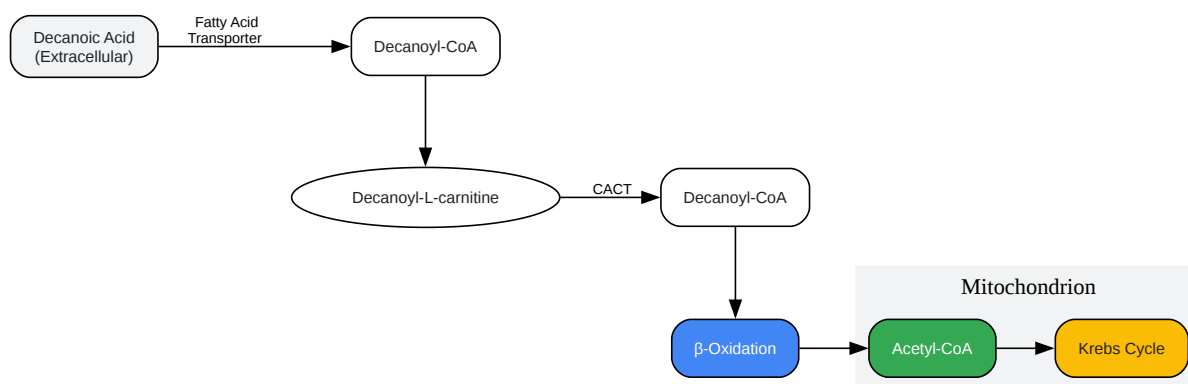 Decanoic Acid
(Extracellular)
Fatty Acid
Transporter
Decanoyl-CoA
Decanoyl-L-carnitine
CACT
Decanoyl-CoA
Mitochondrion
β-Oxidation
Acetyl-CoA
Krebs Cycle